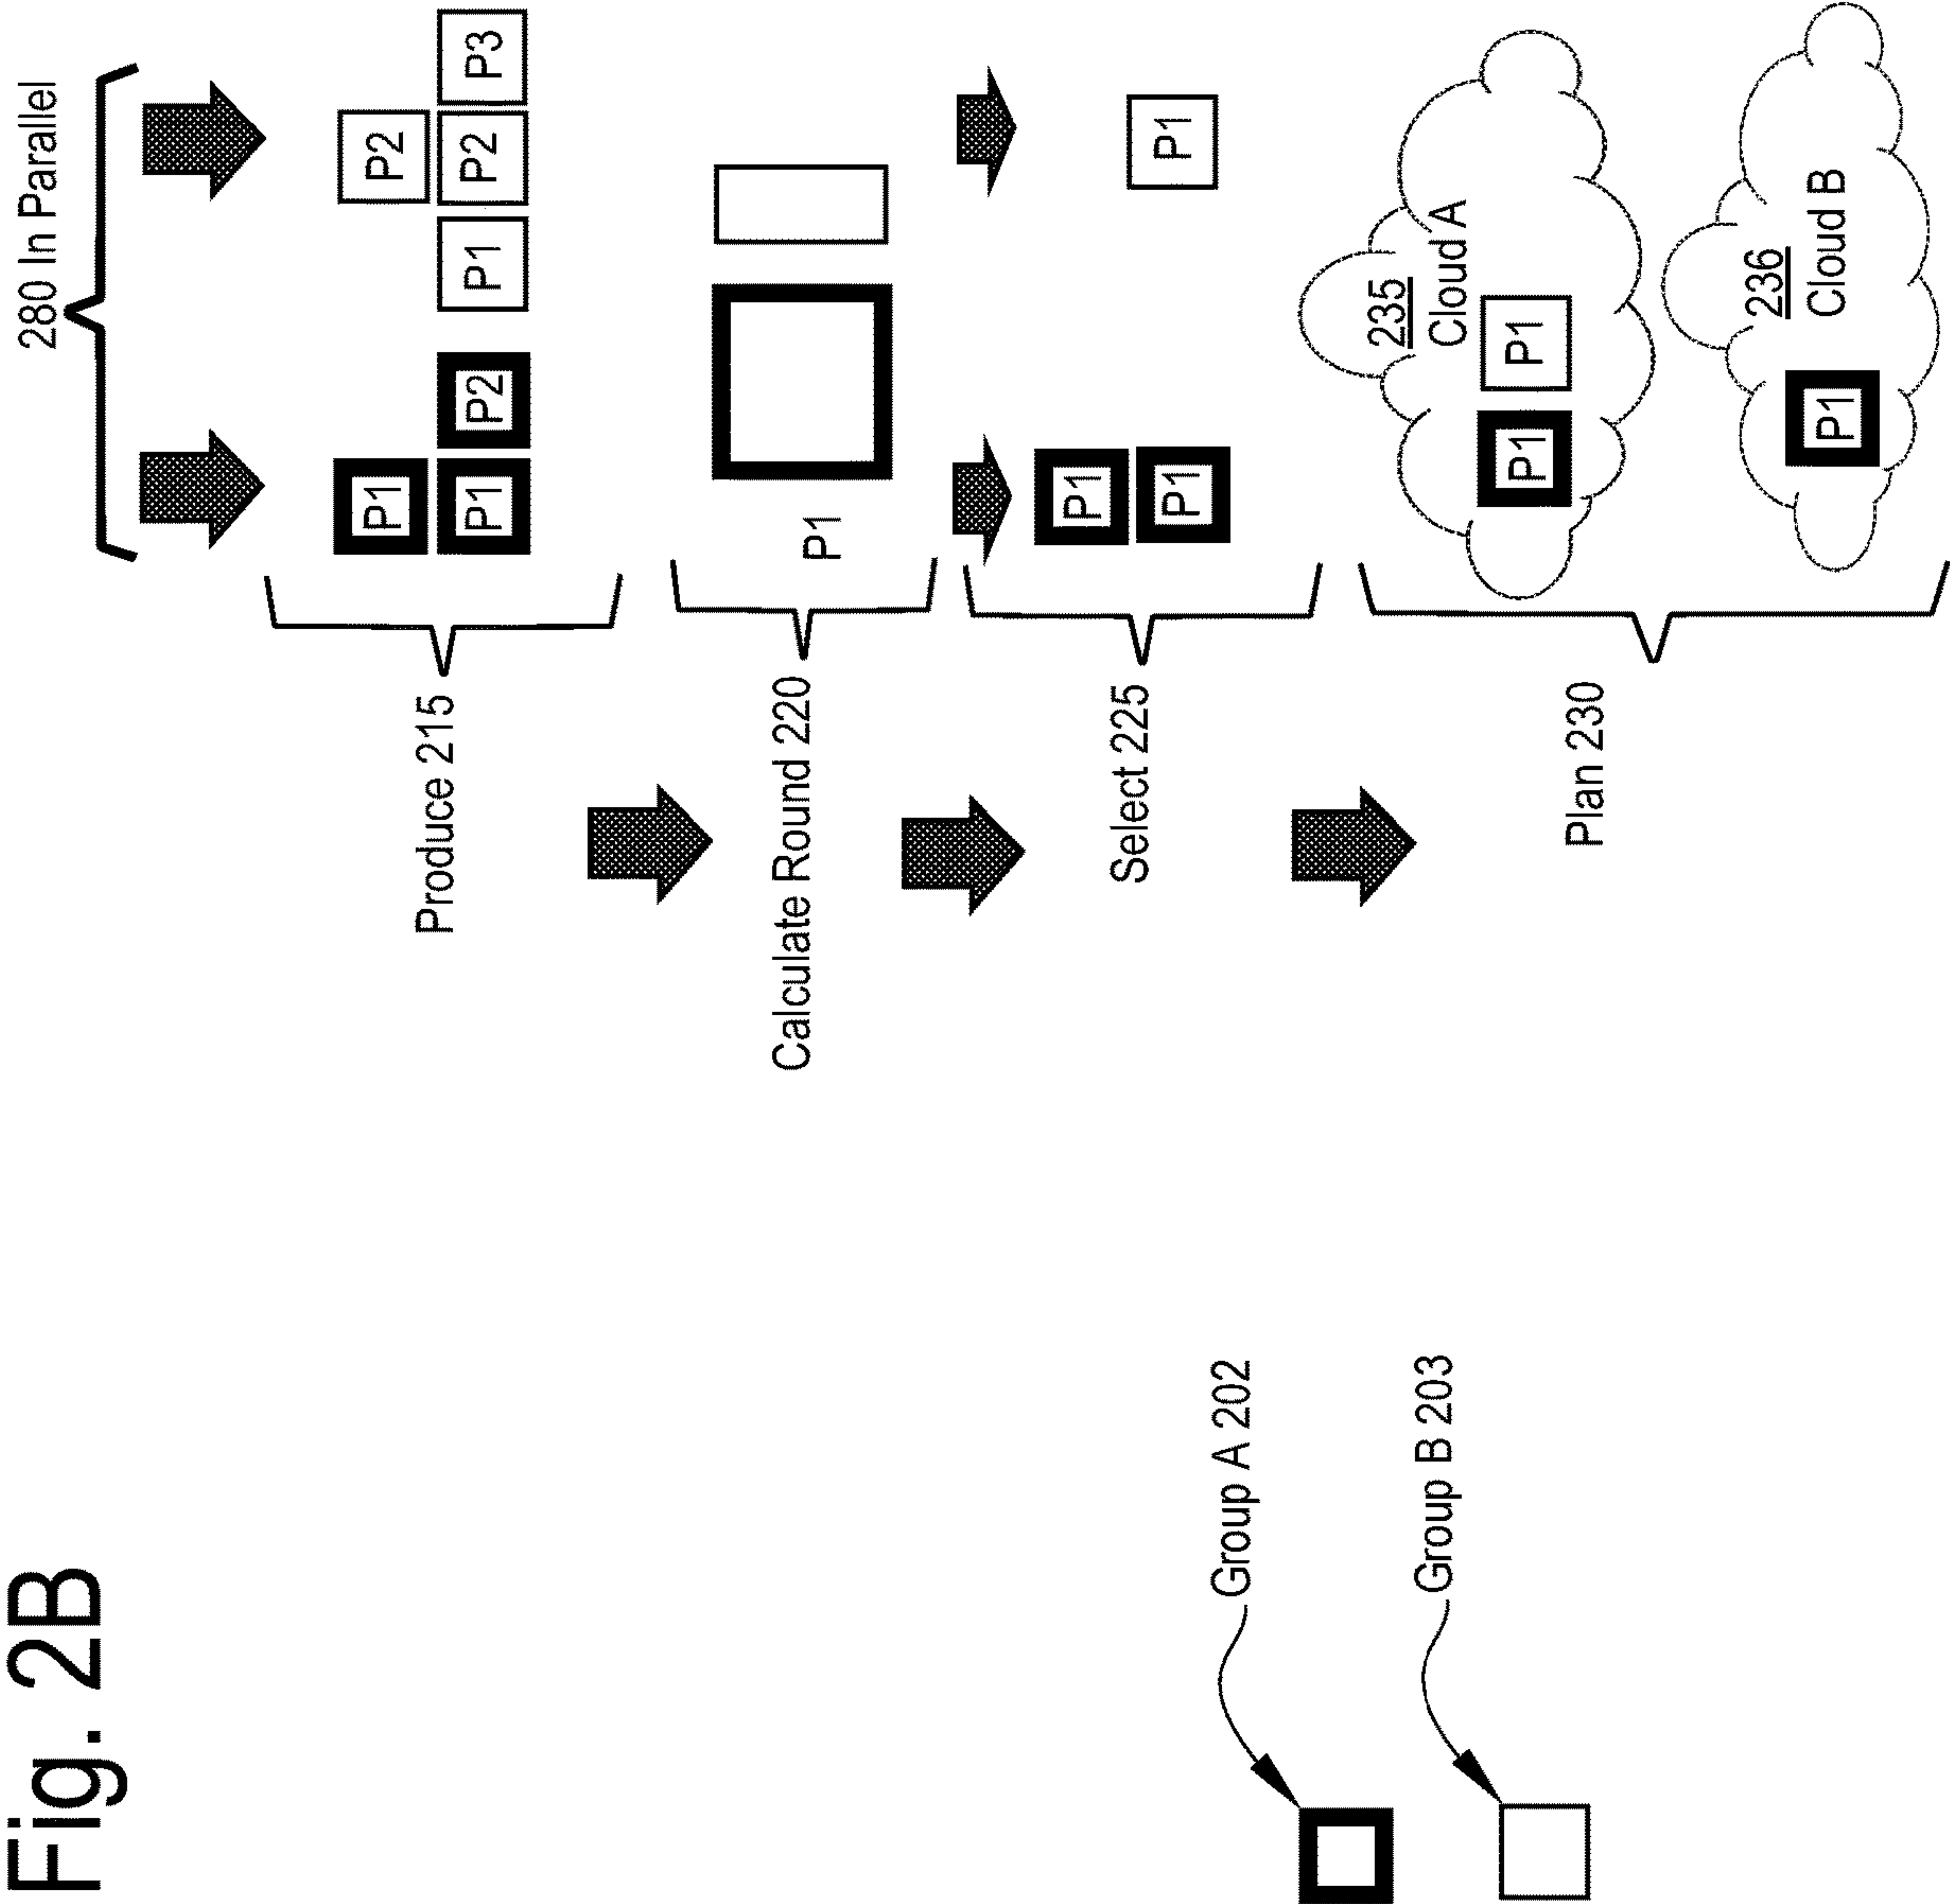 Fig. 2B
280 In Parallel
Produce 215
P1
P2
P1
P2
P1
P2
P3
Calculate Round 220
P1
Select 225
P1
P1
P1
Group A 202
Group B 203
Plan 230
235
Cloud A
P1
P1
236
Cloud B
P1